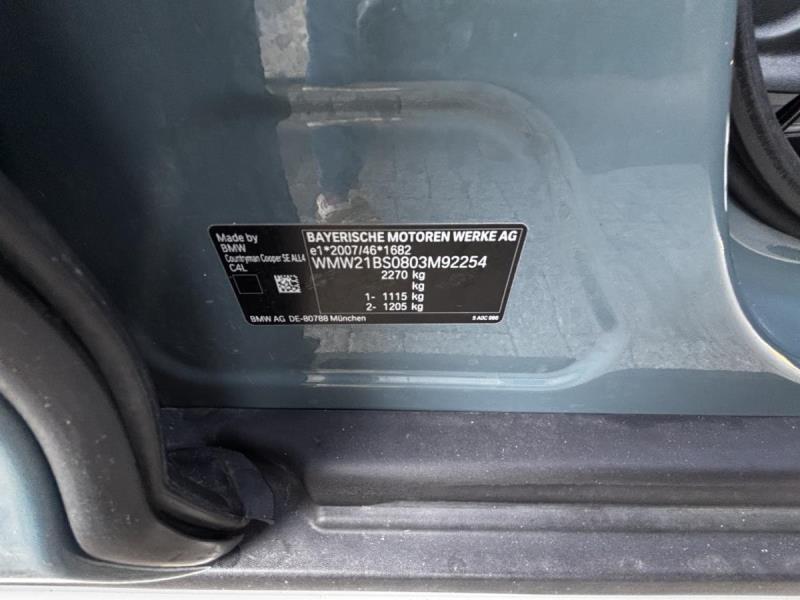 Made by
BMW
Countryman Cooper SE ALL4
C4L
BAYERISCHE MOTOREN WERKE AG
e1*2007/46*1682
WMW21BS0803M92254
2270 kg
kg
1- 1115 kg
2- 1205 kg
BMW AG DE-80788 München